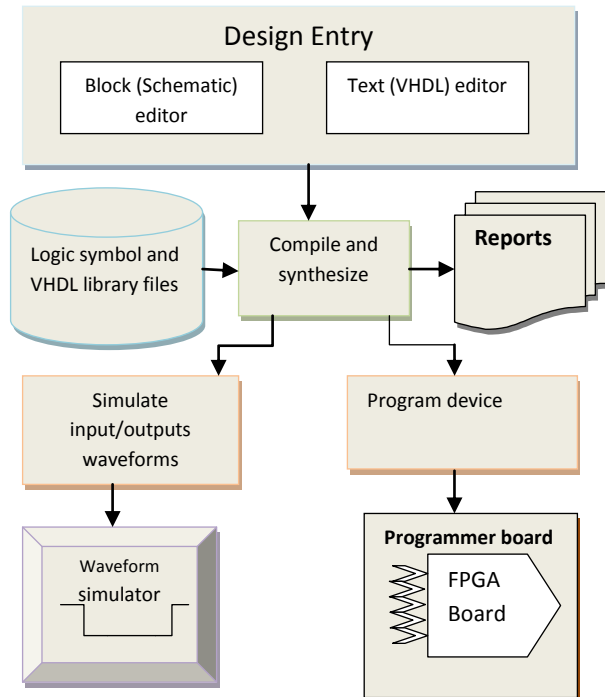 Design Entry
Block (Schematic)
editor
Text (VHDL) editor
Logic symbol and
VHDL library files
Compile and
synthesize
Reports
Simulate
input/outputs
waveforms
Program device
Waveform
simulator
Programmer board
FPGA
Board